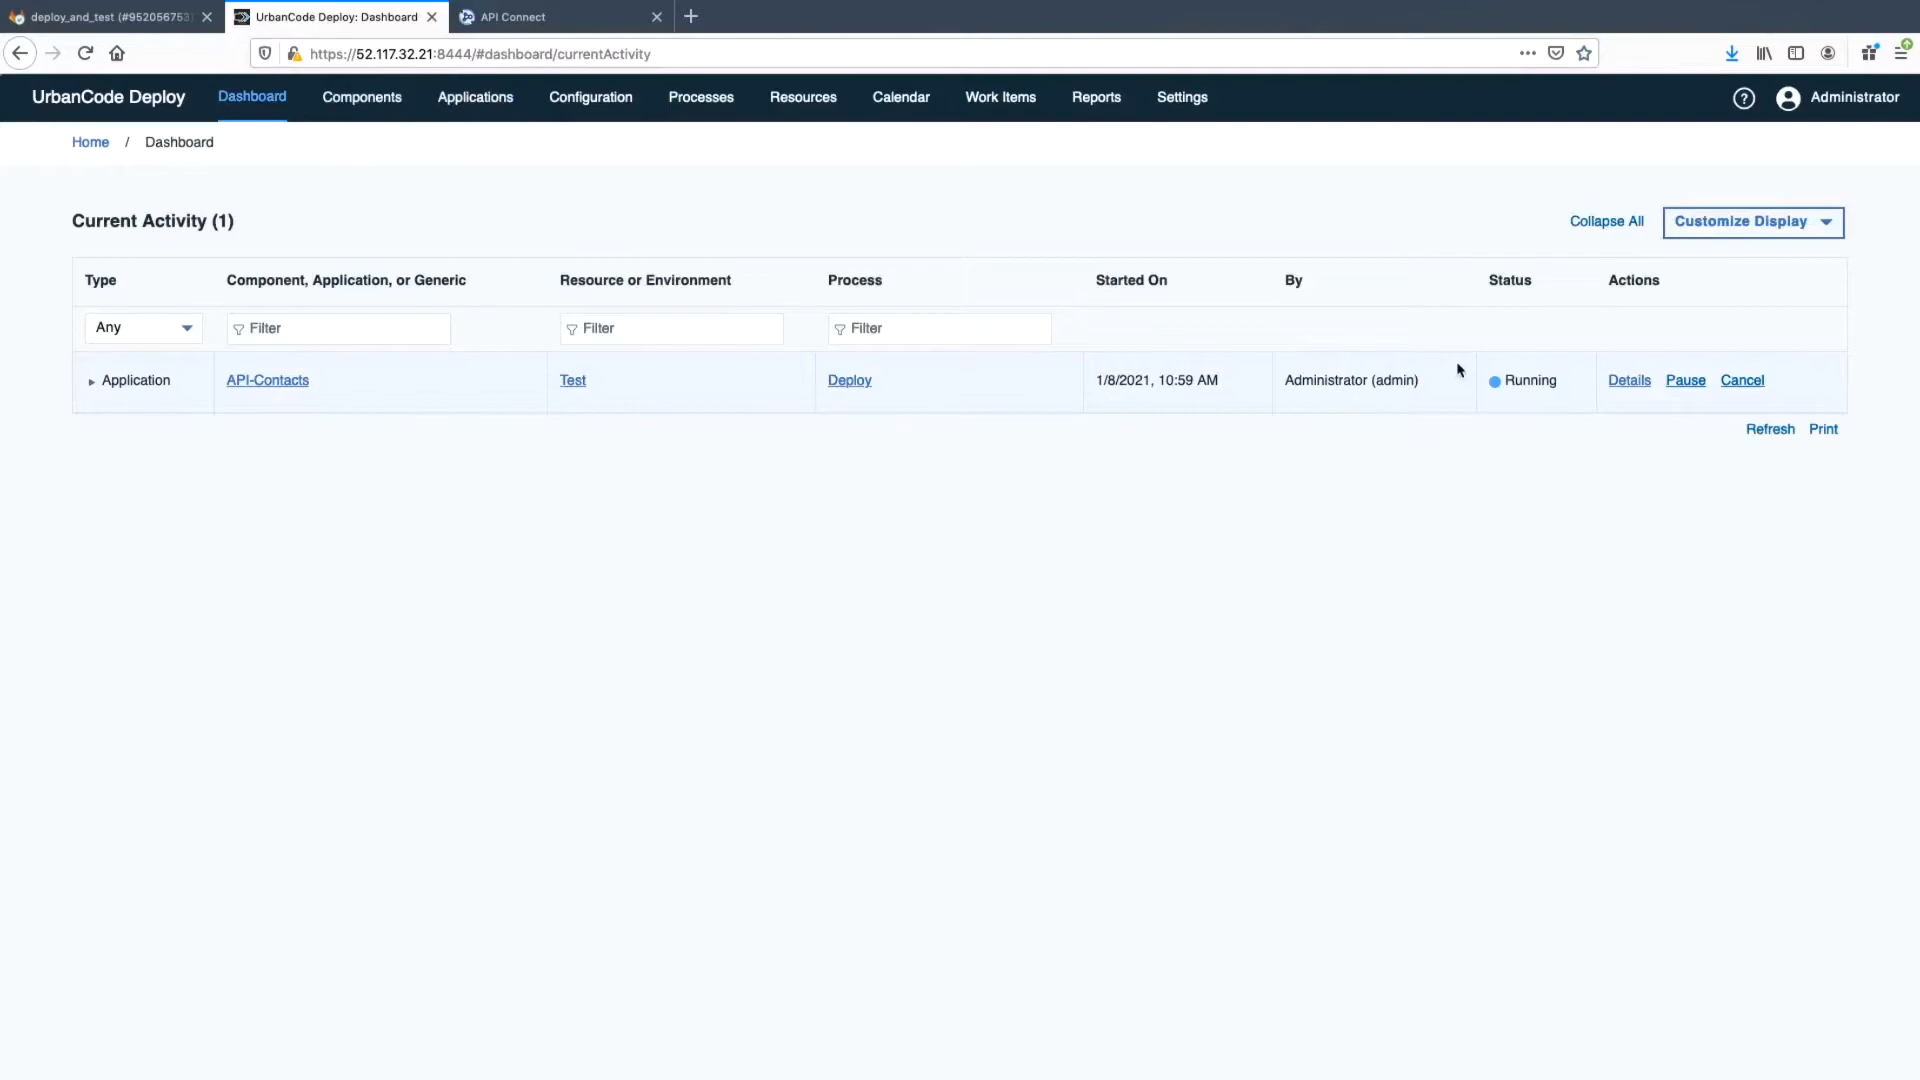 deploy_and_test (#952056753)
UrbanCode Deploy: Dashboard
API Connect
https://52.117.32.21:8444/#dashboard/currentActivity
UrbanCode Deploy Dashboard Components Applications Configuration Processes Resources Calendar Work Items Reports Settings ? Administrator
Home / Dashboard
Current Activity (1) Collapse All Customize Display
Type Component, Application, or Generic Resource or Environment Process Started On By Status Actions
Any Filter Filter Filter
Application API-Contacts Test Deploy 1/8/2021, 10:59 AM Administrator (admin) Running Details Pause Cancel
Refresh Print